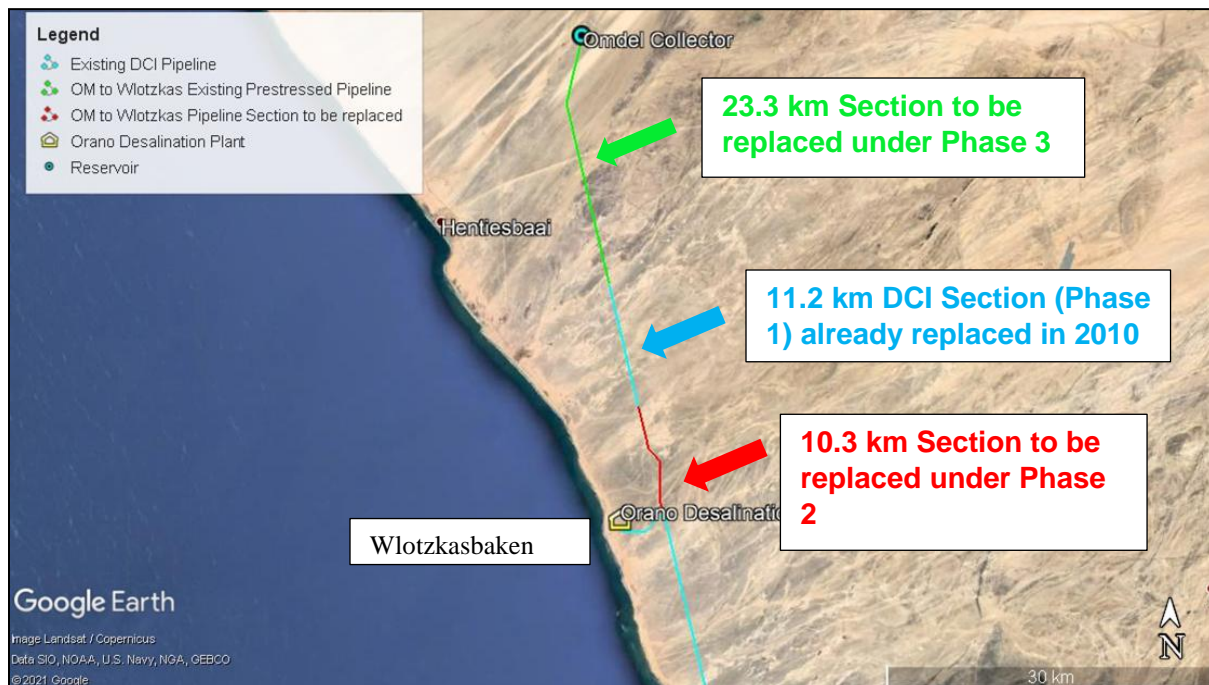 Legend
Existing DCI Pipeline
OM to Wlotzkas Existing Prestressed Pipeline
OM to Wlotzkas Pipeline Section to be replaced
Orano Desalination Plant
Reservoir
Omdel Collector
23.3 km Section to be
replaced under Phase 3
Hentiesbaai
11.2 km DCI Section (Phase
1) already replaced in 2010
10.3 km Section to be
replaced under Phase
2
Orano Desalinatio
Wlotzkasbaken
Google Earth
Image Landsat / Copernicus
Data SIO, NOAA, U.S. Navy, NGA, GEBCO
©2021 Google
N
30 km